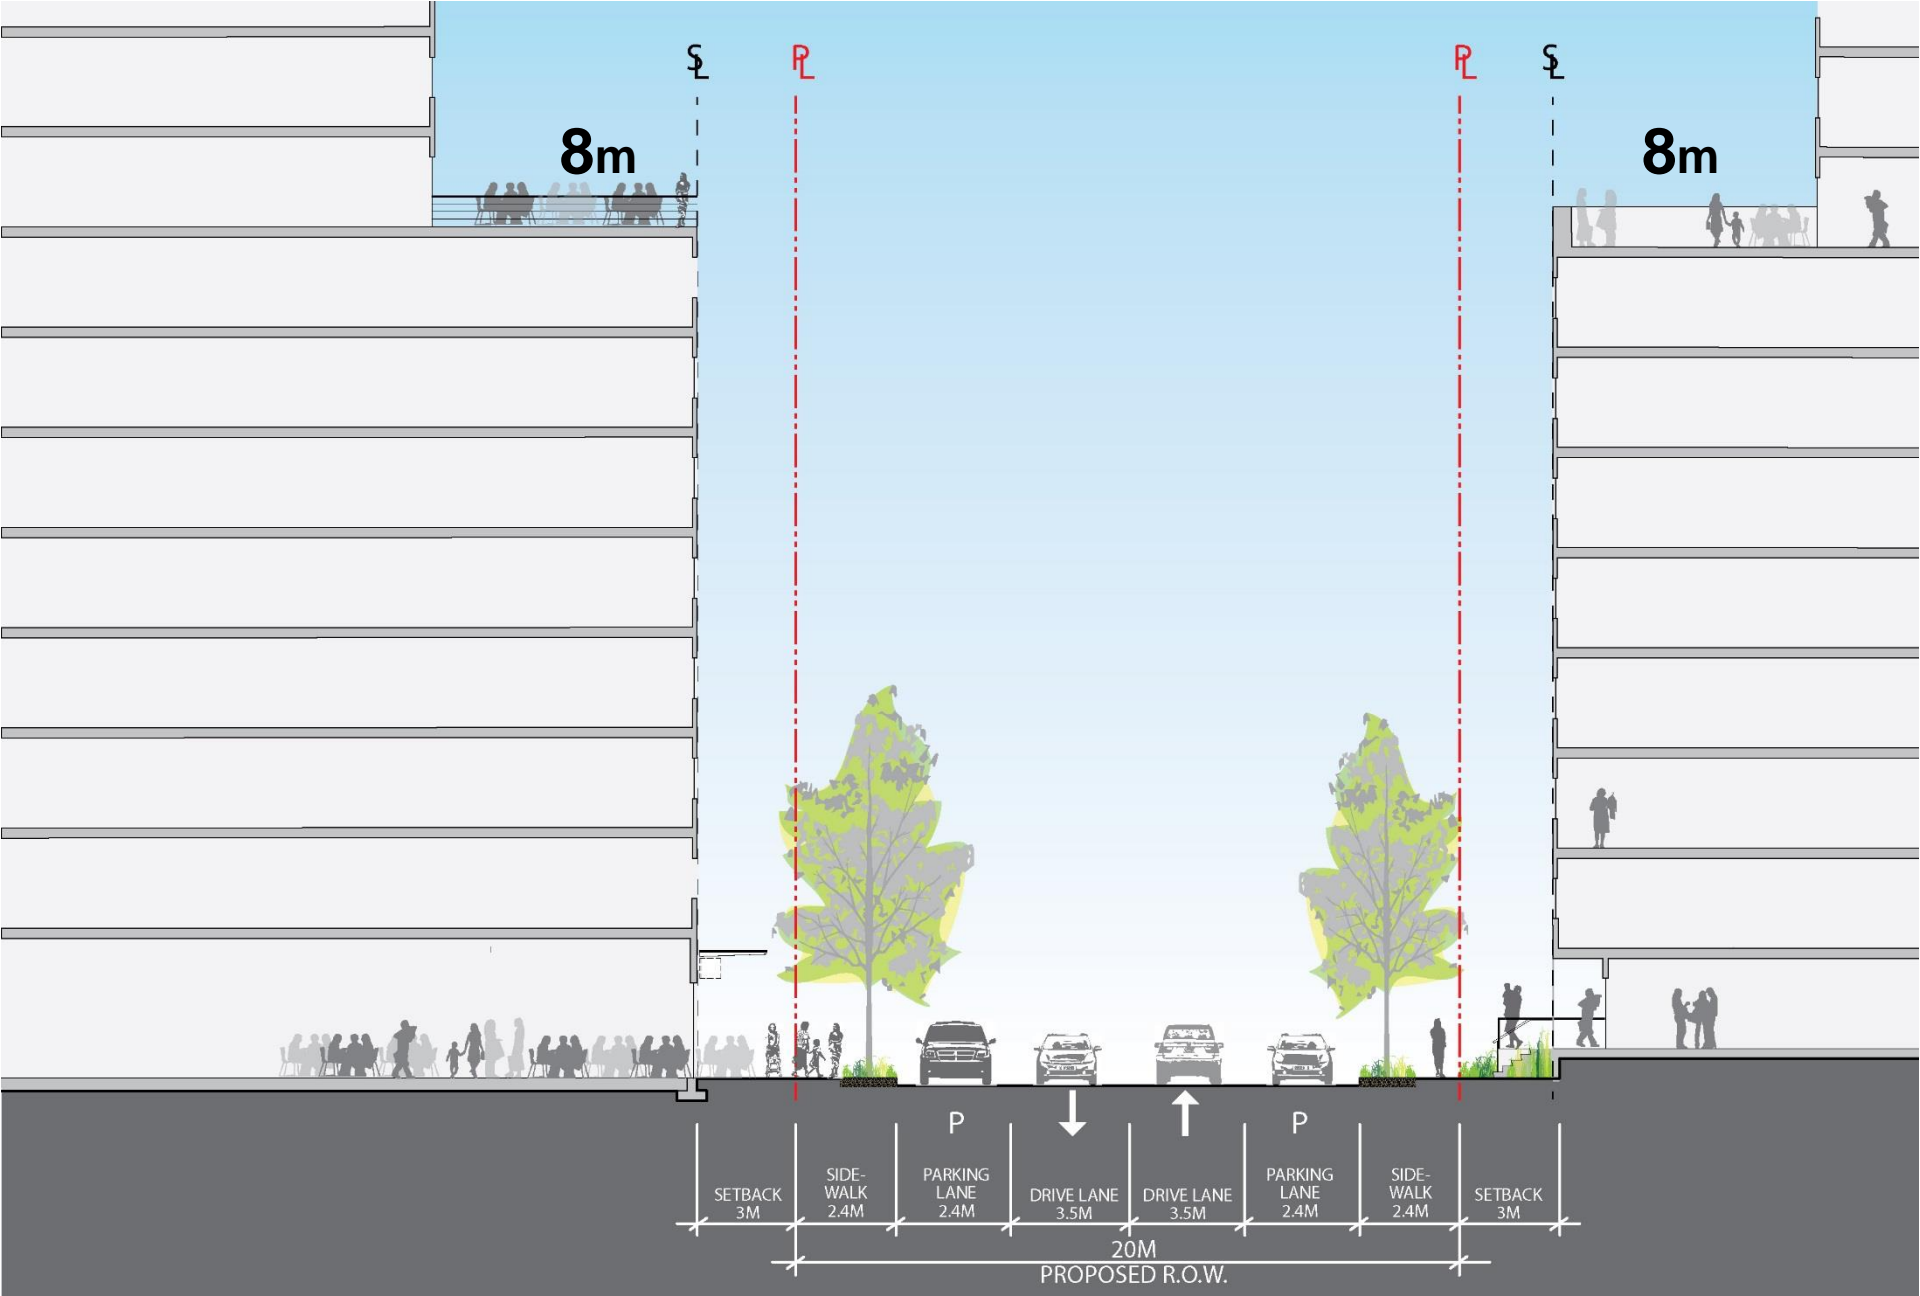 SL
PL
PL
SL
8m
8m
P
P
SETBACK
3M
SIDE-
WALK
2.4M
PARKING
LANE
2.4M
DRIVE LANE
3.5M
DRIVE LANE
3.5M
PARKING
LANE
2.4M
SIDE-
WALK
2.4M
SETBACK
3M
20M
PROPOSED R.O.W.